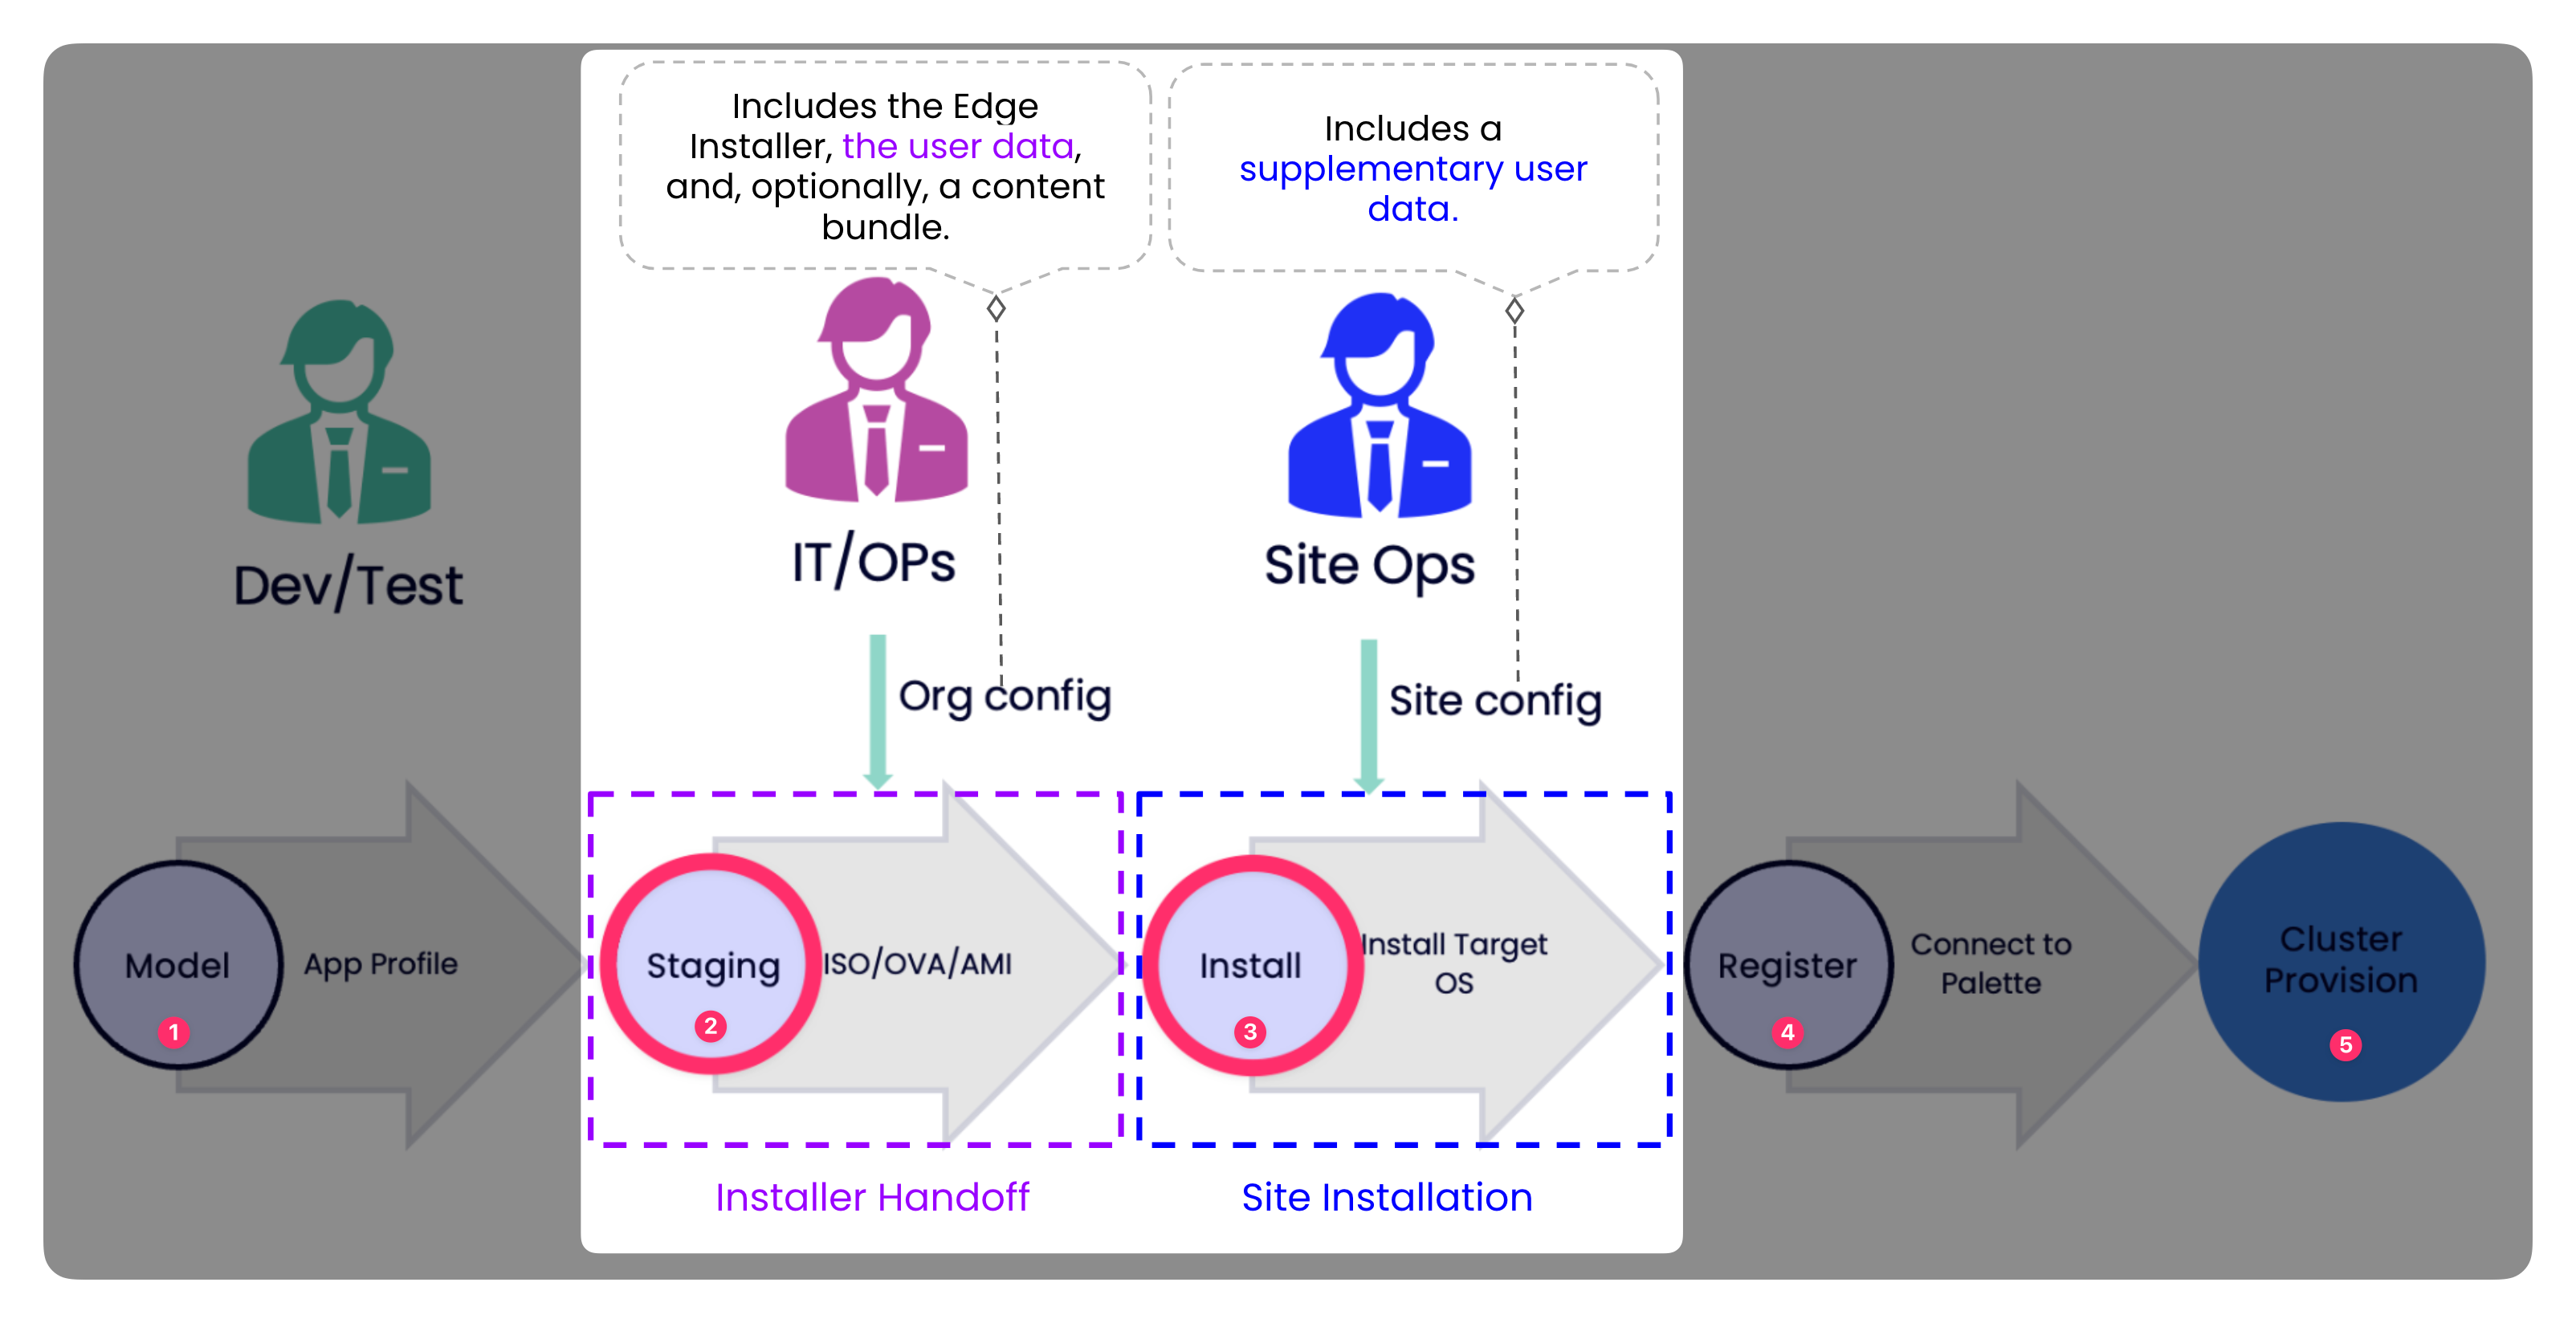 Includes the Edge
Installer, the user data,
and, optionally, a content
bundle.
Includes a
supplementary user
data.
Dev/Test
IT/OPs
Site Ops
Org config
Site config
Model
1
App Profile
Staging
2
ISO/OVA/AMI
Install
3
Install Target
OS
Register
4
Connect to
Palette
Cluster
Provision
5
Installer Handoff
Site Installation